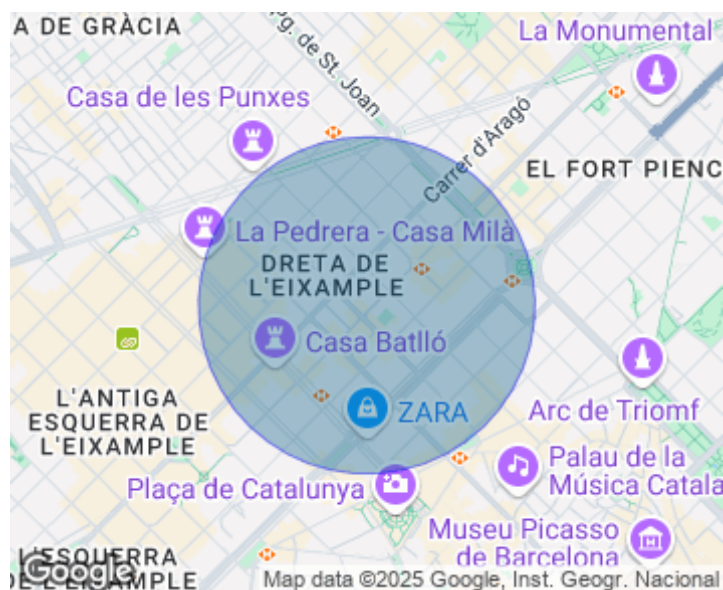 A DE GRÀCIA
Pg. de St. Joan
La Monumental
Casa de les Punxes
Carrer d'Aragó
EL FORT PIENC
La Pedrera - Casa Milà
DRETA DE
L'EIXAMPLE
Casa Batlló
L'ANTIGA
ESQUERRA DE
L'EIXAMPLE
ZARA
Arc de Triomf
Plaça de Catalunya
Palau de la
Música Catala
Museu Picasso
de Barcelona
L'ESQUERRA
DE L'EIXAMPLE
Google
Map data ©2025 Google, Inst. Geogr. Nacional